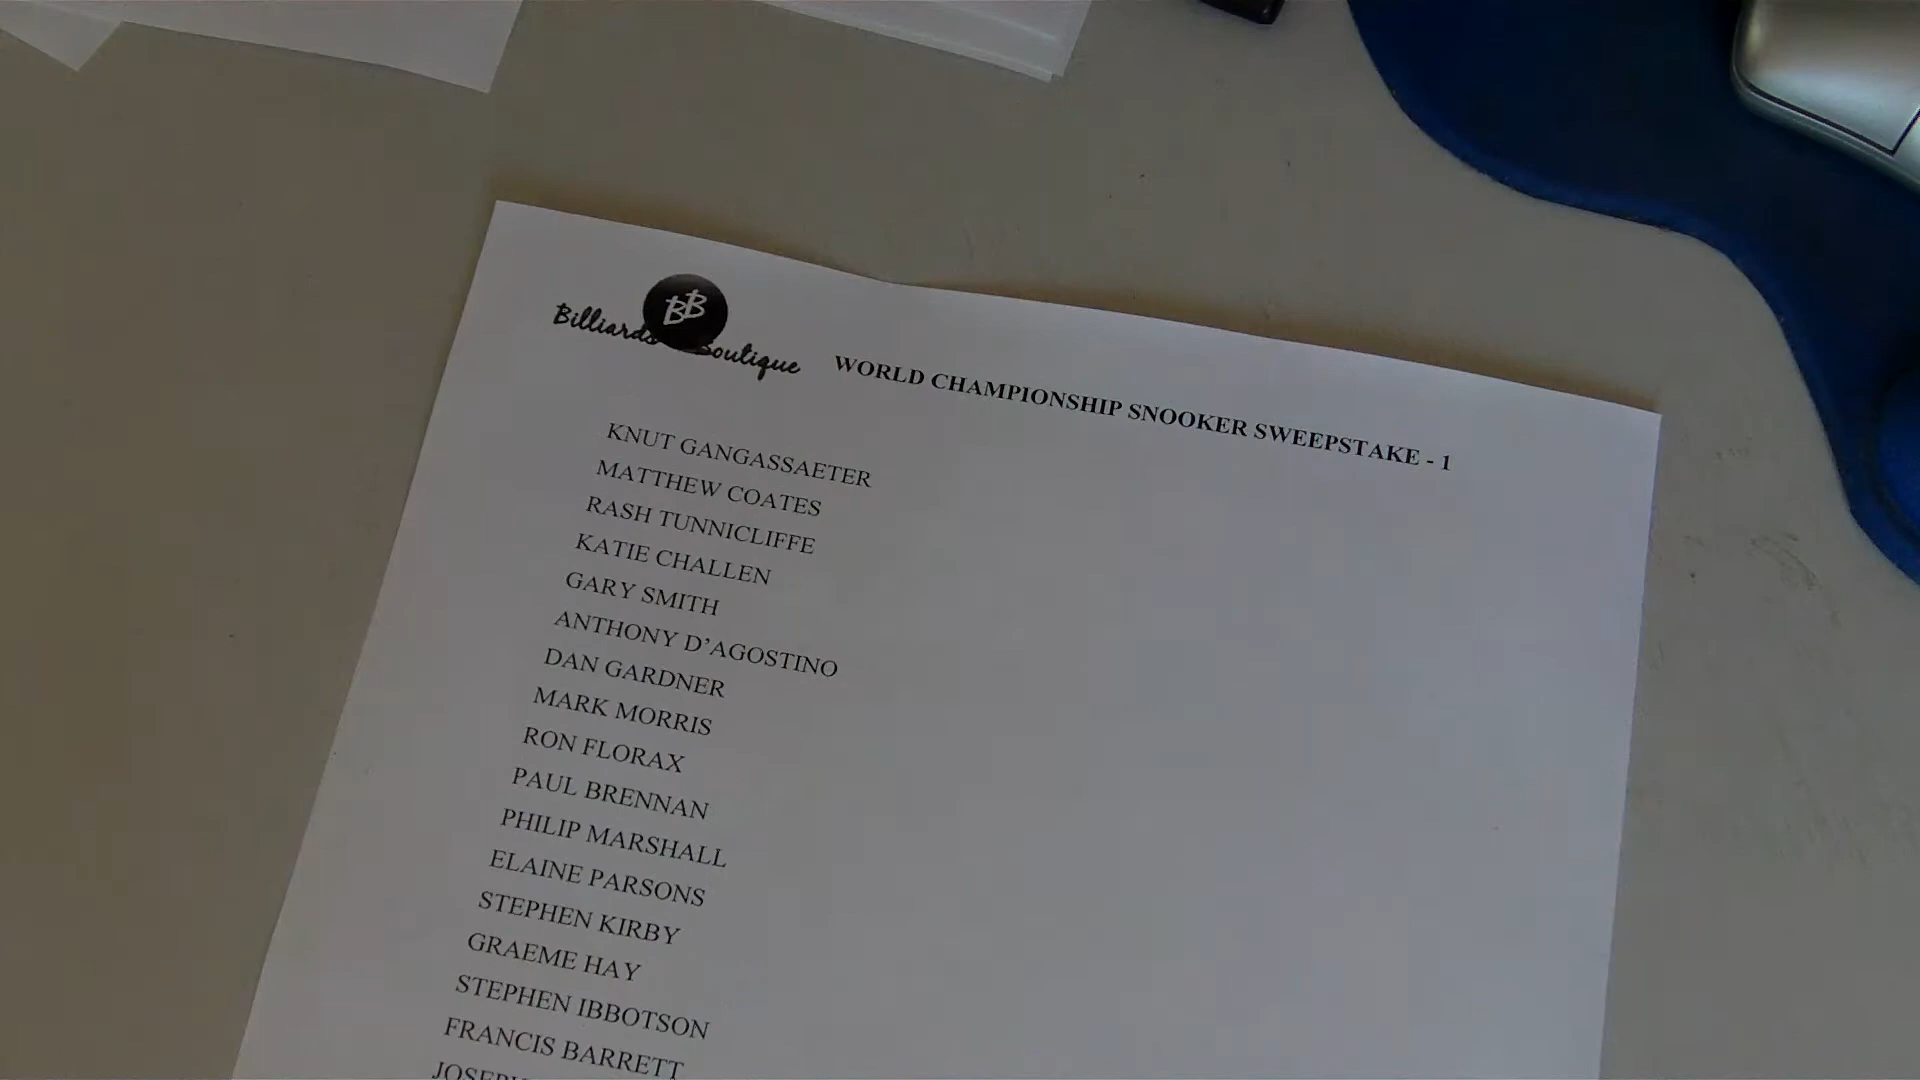 BB
Billiards Boutique
WORLD CHAMPIONSHIP SNOOKER SWEEPSTAKE - 1
KNUT GANGASSAETER
MATTHEW COATES
RASH TUNNICLIFFE
KATIE CHALLEN
GARY SMITH
ANTHONY D’AGOSTINO
DAN GARDNER
MARK MORRIS
RON FLORAX
PAUL BRENNAN
PHILIP MARSHALL
ELAINE PARSONS
STEPHEN KIRBY
GRAEME HAY
STEPHEN IBBOTSON
FRANCIS BARRETT